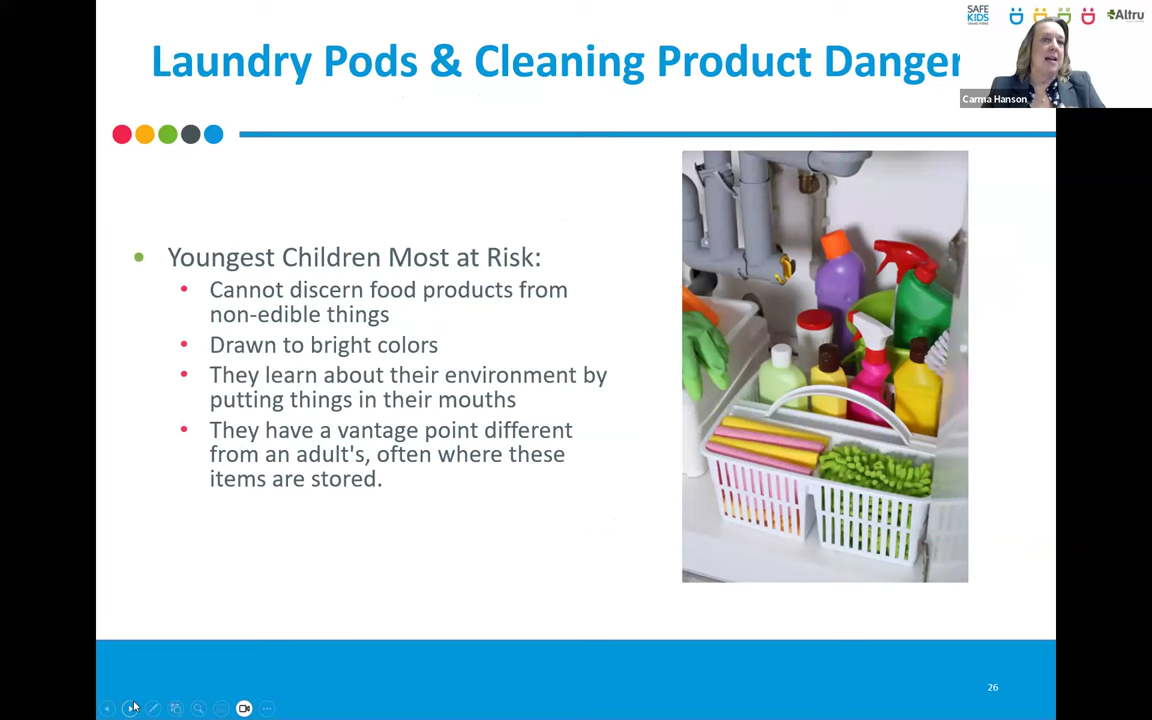 SAFE
KIDS
Altru
Laundry Pods & Cleaning Product Danger
Carma Hanson
• Youngest Children Most at Risk:
• Cannot discern food products from
non-edible things
• Drawn to bright colors
• They learn about their environment by
putting things in their mouths
• They have a vantage point different
from an adult's, often where these
items are stored.
26